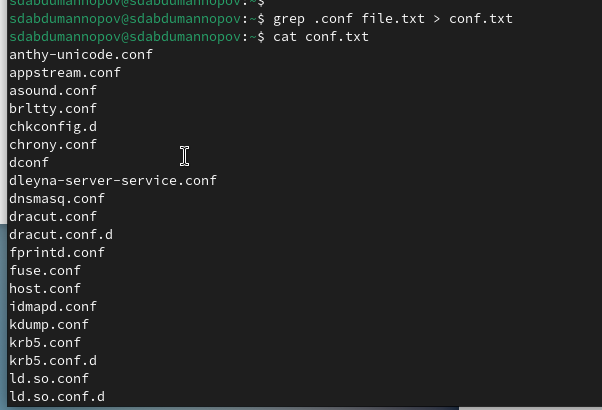 sdabdumannopov@sdabdumannopov:~$
sdabdumannopov@sdabdumannopov:~$ grep .conf file.txt > conf.txt
sdabdumannopov@sdabdumannopov:~$ cat conf.txt
anthy-unicode.conf
appstream.conf
asound.conf
brltty.conf
chkconfig.d
chrony.conf
dconf
dleyna-server-service.conf
dnsmasq.conf
dracut.conf
dracut.conf.d
fprintd.conf
fuse.conf
host.conf
idmapd.conf
kdump.conf
krb5.conf
krb5.conf.d
ld.so.conf
ld.so.conf.d